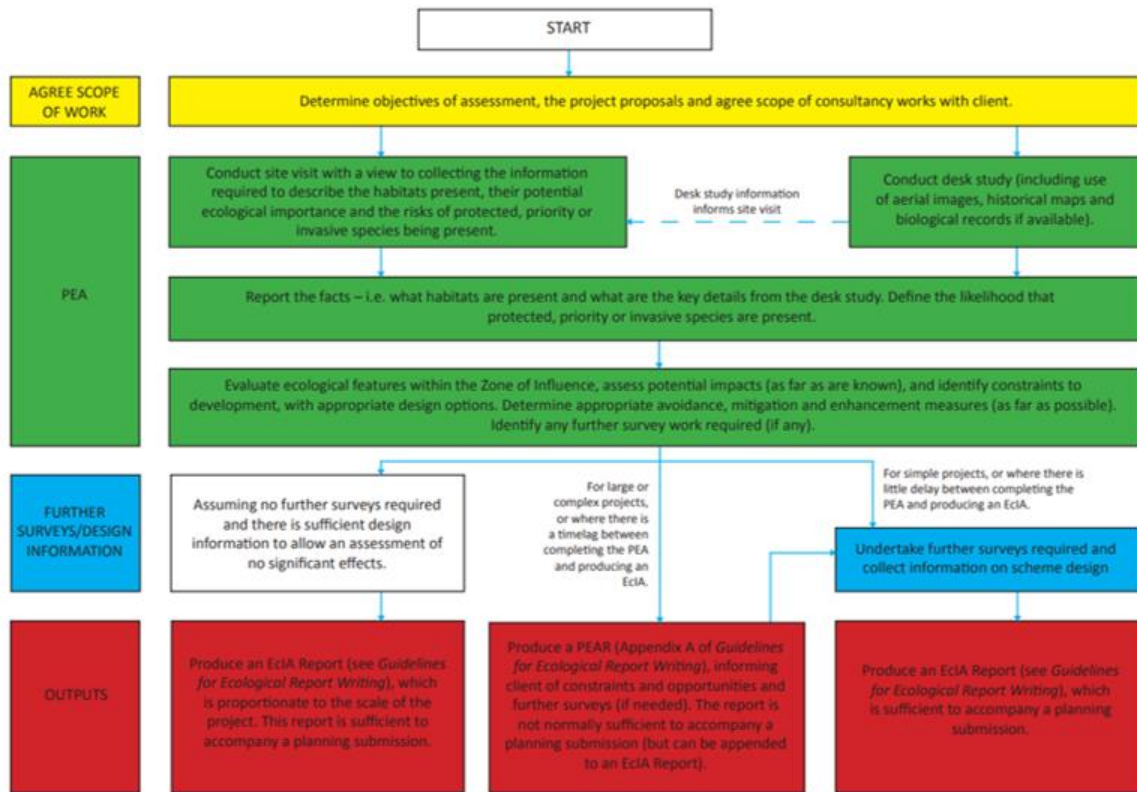 START
AGREE SCOPE
OF WORK
Determine objectives of assessment, the project proposals and agree scope of consultancy works with client.
PEA
Conduct site visit with a view to collecting the information
required to describe the habitats present, their potential
ecological importance and the risks of protected, priority or
invasive species being present.
Desk study information
informs site visit
Conduct desk study (including use
of aerial images, historical maps and
biological records if available).
Report the facts – i.e. what habitats are present and what are the key details from the desk study. Define the likelihood that
protected, priority or invasive species are present.
Evaluate ecological features within the Zone of Influence, assess potential impacts (as far as are known), and identify constraints to
development, with appropriate design options. Determine appropriate avoidance, mitigation and enhancement measures (as far as possible).
Identify any further survey work required (if any).
FURTHER
SURVEYS/DESIGN
INFORMATION
Assuming no further surveys required
and there is sufficient design
information to allow an assessment of
no significant effects.
For large or
complex projects,
or where there is
a timelag between
completing the PEA
and producing an
EcIA.
For simple projects, or where there is
little delay between completing the
PEA and producing an EcIA.
Undertake further surveys required and
collect information on scheme design
OUTPUTS
Produce an EcIA Report (see Guidelines
for Ecological Report Writing), which
is proportionate to the scale of the
project. This report is sufficient to
accompany a planning submission.
Produce a PEAR (Appendix A of Guidelines
for Ecological Report Writing), informing
client of constraints and opportunities and
further surveys (if needed). The report is
not normally sufficient to accompany a
planning submission (but can be appended
to an EcIA Report).
Produce an EcIA Report (see Guidelines
for Ecological Report Writing), which
is sufficient to accompany a planning
submission.